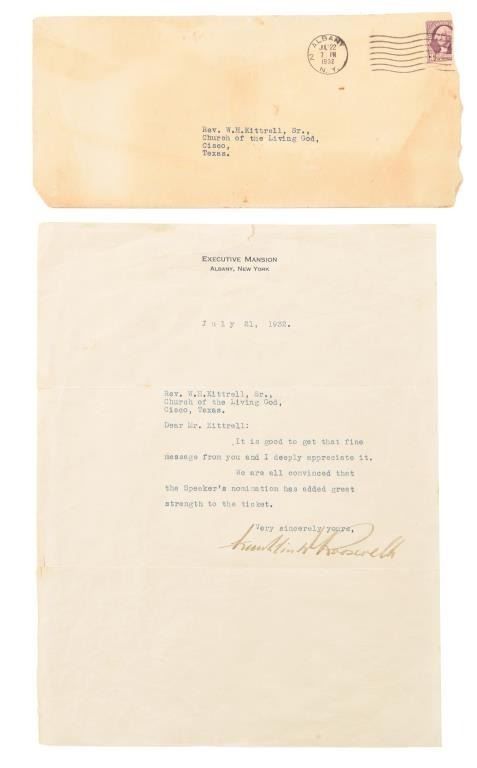 ALBANY
JUL 22
7 PM
1932
N.Y.
Rev. W.H.Kittrell, Sr.,
Church of the Living God,
Cisco,
Texas.
EXECUTIVE MANSION
ALBANY, NEW YORK
July 21, 1932.
Rev. W.H.Kittrell, Sr.,
Church of the Living God,
Cisco, Texas.
Dear Mr. Kittrell:
It is good to get that fine
message from you and I deeply appreciate it.
We are all convinced that
the Speaker's nomination has added great
strength to the ticket.
Very sincerely yours,
Franklin D Roosevelt